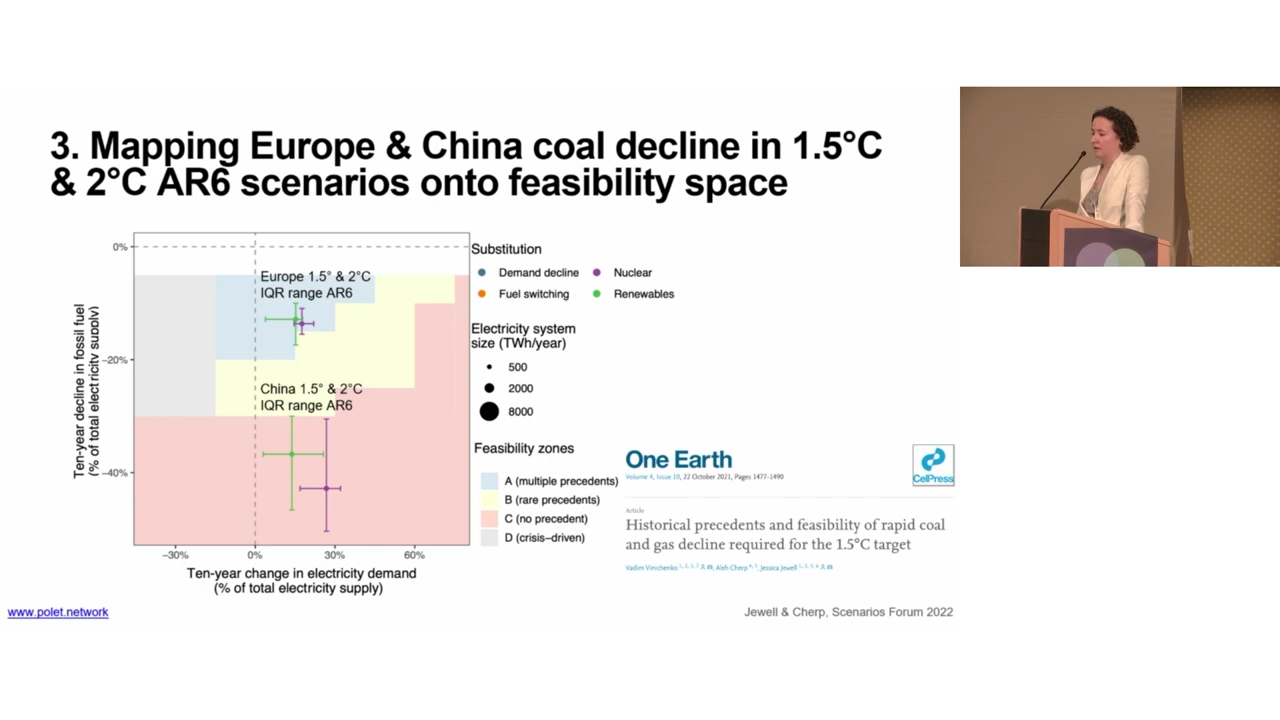 3. Mapping Europe & China coal decline in 1.5°C
& 2°C AR6 scenarios onto feasibility space
Ten-year decline in fossil fuel
(% of total electricity supply)
0%
−20%
−40%
Europe 1.5° & 2°C
IQR range AR6
China 1.5° & 2°C
IQR range AR6
−30%
0%
30%
60%
Ten-year change in electricity demand
(% of total electricity supply)
Substitution
Demand decline
Nuclear
Fuel switching
Renewables
Electricity system
size (TWh/year)
500
2000
8000
Feasibility zones
A (multiple precedents)
B (rare precedents)
C (no precedent)
D (crisis−driven)
One Earth
Volume 4, Issue 10, 22 October 2021, Pages 1477-1490
CelPress
Article
Historical precedents and feasibility of rapid coal
and gas decline required for the 1.5°C target
Vadim Vinichenko, Aleh Cherp, Jessica Jewell
www.polet.network
Jewell & Cherp, Scenarios Forum 2022